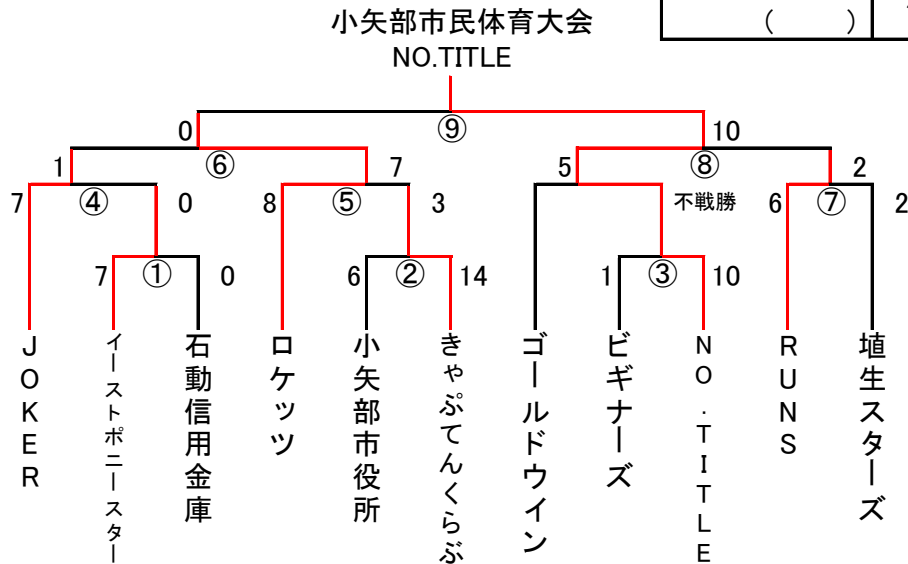 小矢部市民体育大会
(　　　)
NO.TITLE
0 ⑨ 10
1 ⑥ 7 5 ⑧ 2
7 ④ 0 8 ⑤ 3 不戦勝 6 ⑦ 2
7 ① 0 6 ② 14 1 ③ 10
JOKER
イーストポニースター
石動信用金庫
ロケッツ
小矢部市役所
きゃぷてんくらぶ
ゴールドウイン
ビギナーズ
NO.TITLE
RUNS
埴生スターズ